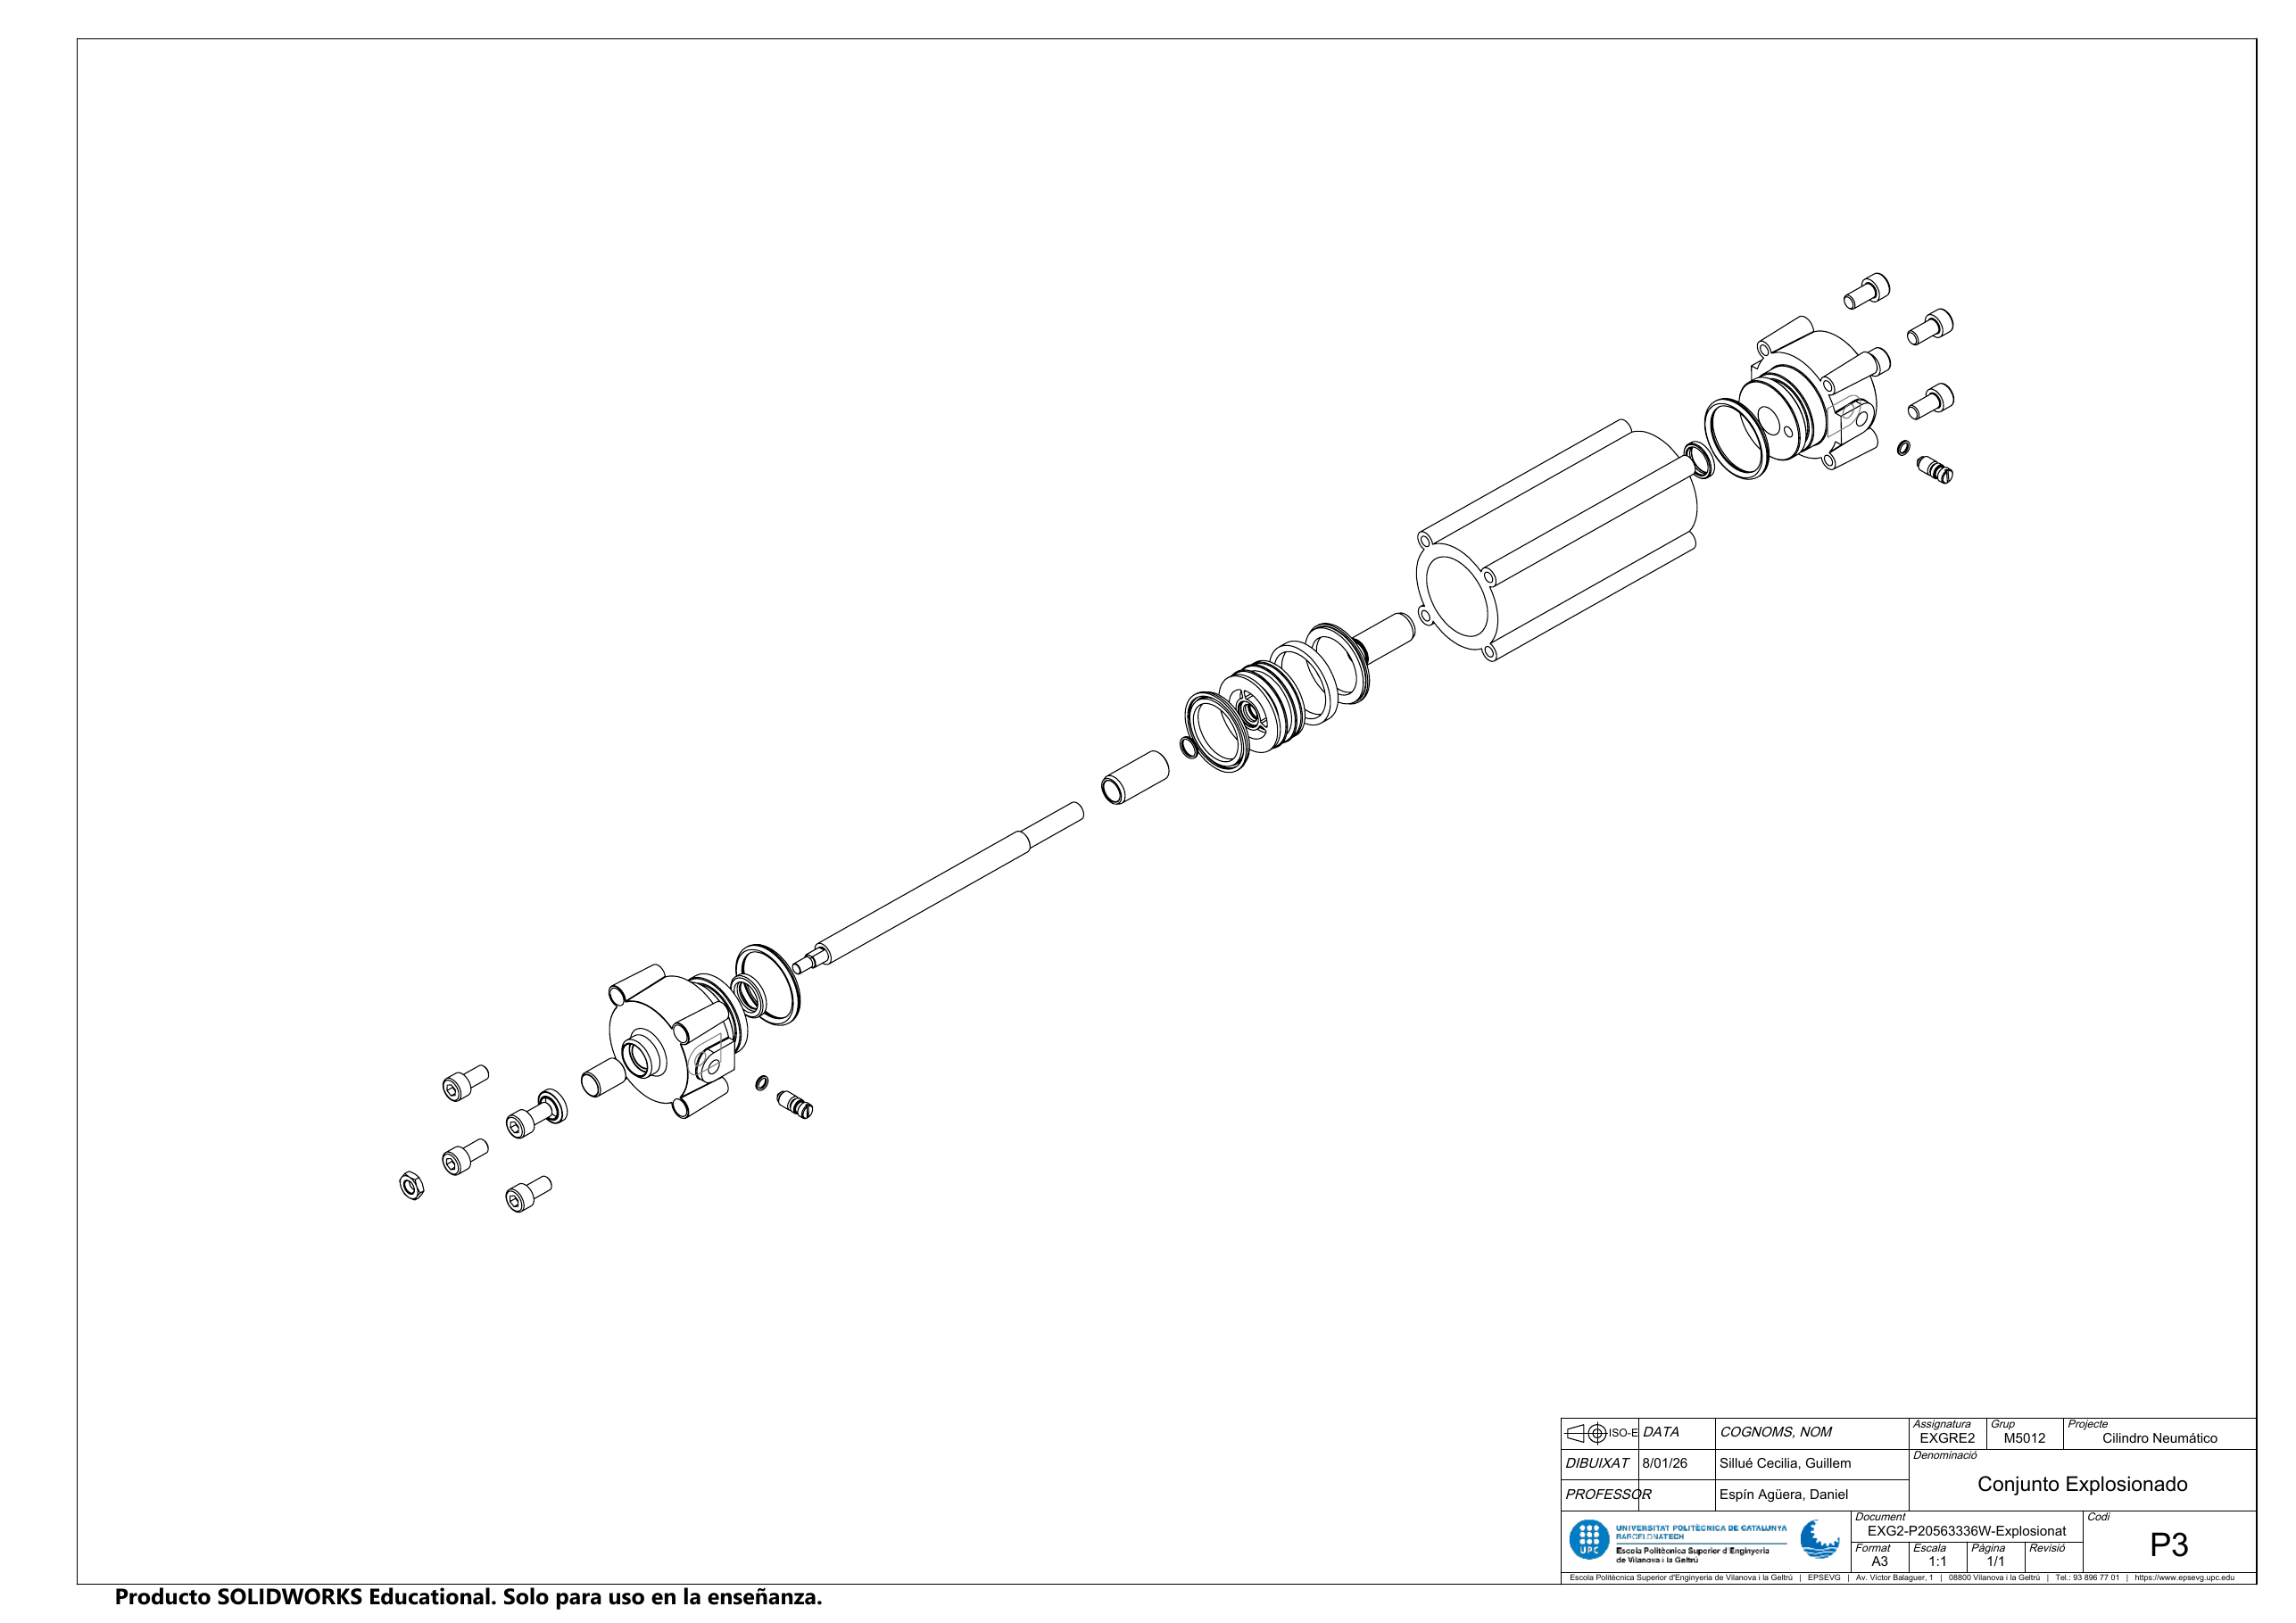 ISO-E DATA COGNOMS, NOM
DIBUIXAT 8/01/26 Sillué Cecilia, Guillem
PROFESSOR Espín Agüera, Daniel
Assignatura Grup Projecte
EXGRE2 M5012 Cilindro Neumático
Denominació
Conjunto Explosionado
UPC
UNIVERSITAT POLITÈCNICA DE CATALUNYA
BARCELONATECH
Escola Politècnica Superior d'Enginyeria
de Vilanova i la Geltrú
Document Codi
EXG2-P20563336W-Explosionat
P3
Format Escala Pàgina Revisió
A3 1:1 1/1
Escola Politècnica Superior d'Enginyeria de Vilanova i la Geltrú | EPSEVG | Av. Víctor Balaguer, 1 | 08800 Vilanova i la Geltrú | Tel.: 93 896 77 01 | https://www.epsevg.upc.edu
Producto SOLIDWORKS Educational. Solo para uso en la enseñanza.